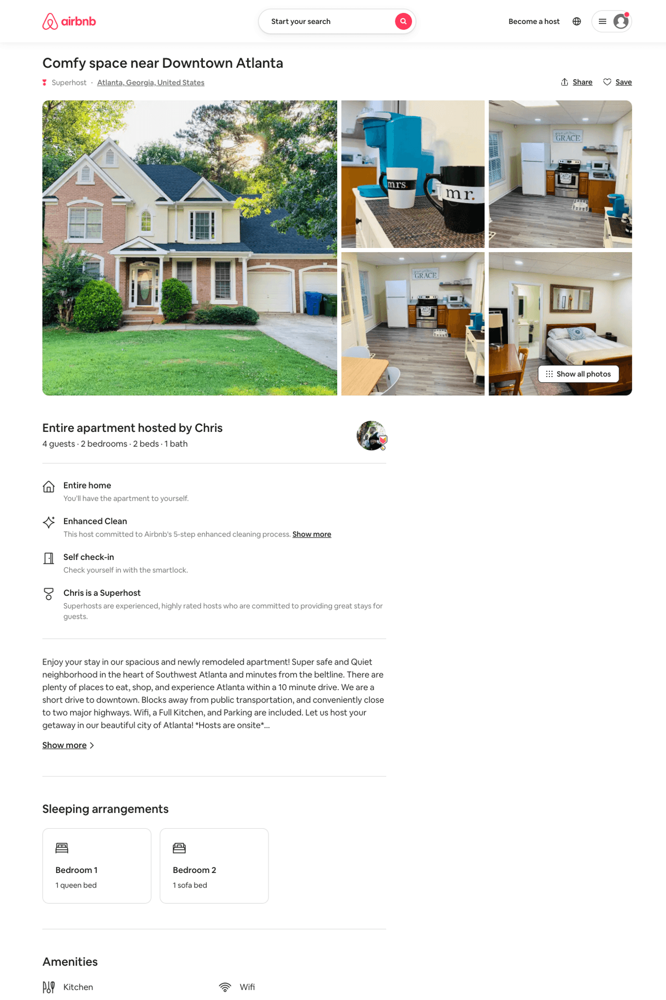 airbnb
Start your search
Become a host
Comfy space near Downtown Atlanta
Superhost · Atlanta, Georgia, United States
Share
Save
mrs.
mr.
GRACE
GRACE
Show all photos
Entire apartment hosted by Chris
4 guests · 2 bedrooms · 2 beds · 1 bath
Entire home
You'll have the apartment to yourself.
Enhanced Clean
This host committed to Airbnb's 5-step enhanced cleaning process. Show more
Self check-in
Check yourself in with the smartlock.
Chris is a Superhost
Superhosts are experienced, highly rated hosts who are committed to providing great stays for
guests.
Enjoy your stay in our spacious and newly remodeled apartment! Super safe and Quiet
neighborhood in the heart of Southwest Atlanta and minutes from the beltline. There are
plenty of places to eat, shop, and experience Atlanta within a 10 minute drive. We are a
short drive to downtown. Blocks away from public transportation, and conveniently close
to two major highways. Wifi, a Full Kitchen, and Parking are included. Let us host your
getaway in our beautiful city of Atlanta! *Hosts are onsite*...
Show more
Sleeping arrangements
Bedroom 1
1 queen bed
Bedroom 2
1 sofa bed
Amenities
Kitchen
Wifi